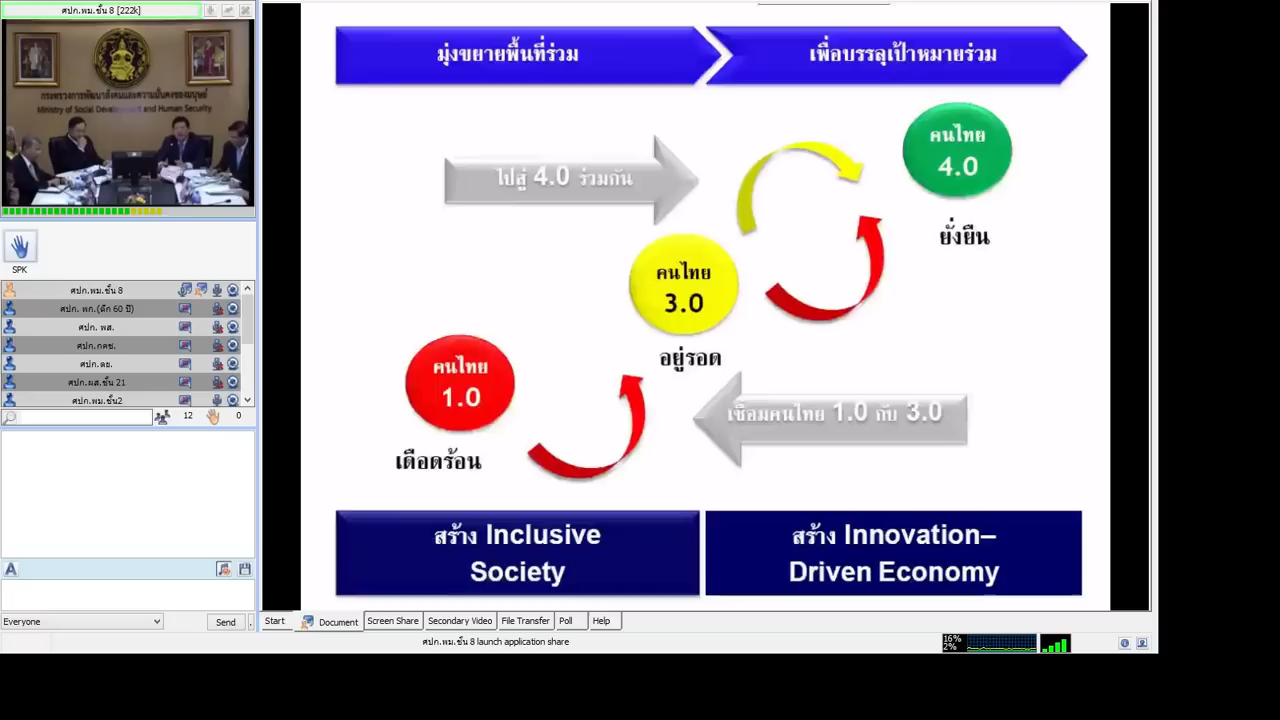 ศปก.พม.ชั้น 8 [222k]
กระทรวงการพัฒนาสังคมและความมั่นคงของมนุษย์
Ministry of Social Development and Human Security
SPK
ศปก.พม.ชั้น 8
ศปก. พก.(ตึก 60 ปี)
ศปก. พส.
ศปก.กคช.
ศปก.ดย.
ศปก.ผส.ชั้น 21
ศปก.พม.ชั้น2
12
0
A
Everyone
Send
มุ่งขยายพื้นที่ร่วม
เพื่อบรรลุเป้าหมายร่วม
คนไทย
4.0
ไปสู่ 4.0 ร่วมกัน
ยั่งยืน
คนไทย
3.0
อยู่รอด
คนไทย
1.0
เชื่อมคนไทย 1.0 กับ 3.0
เดือดร้อน
สร้าง Inclusive
Society
สร้าง Innovation–
Driven Economy
Start
Document
Screen Share
Secondary Video
File Transfer
Poll
Help
ศปก.พม.ชั้น 8 launch application share
16%
2%